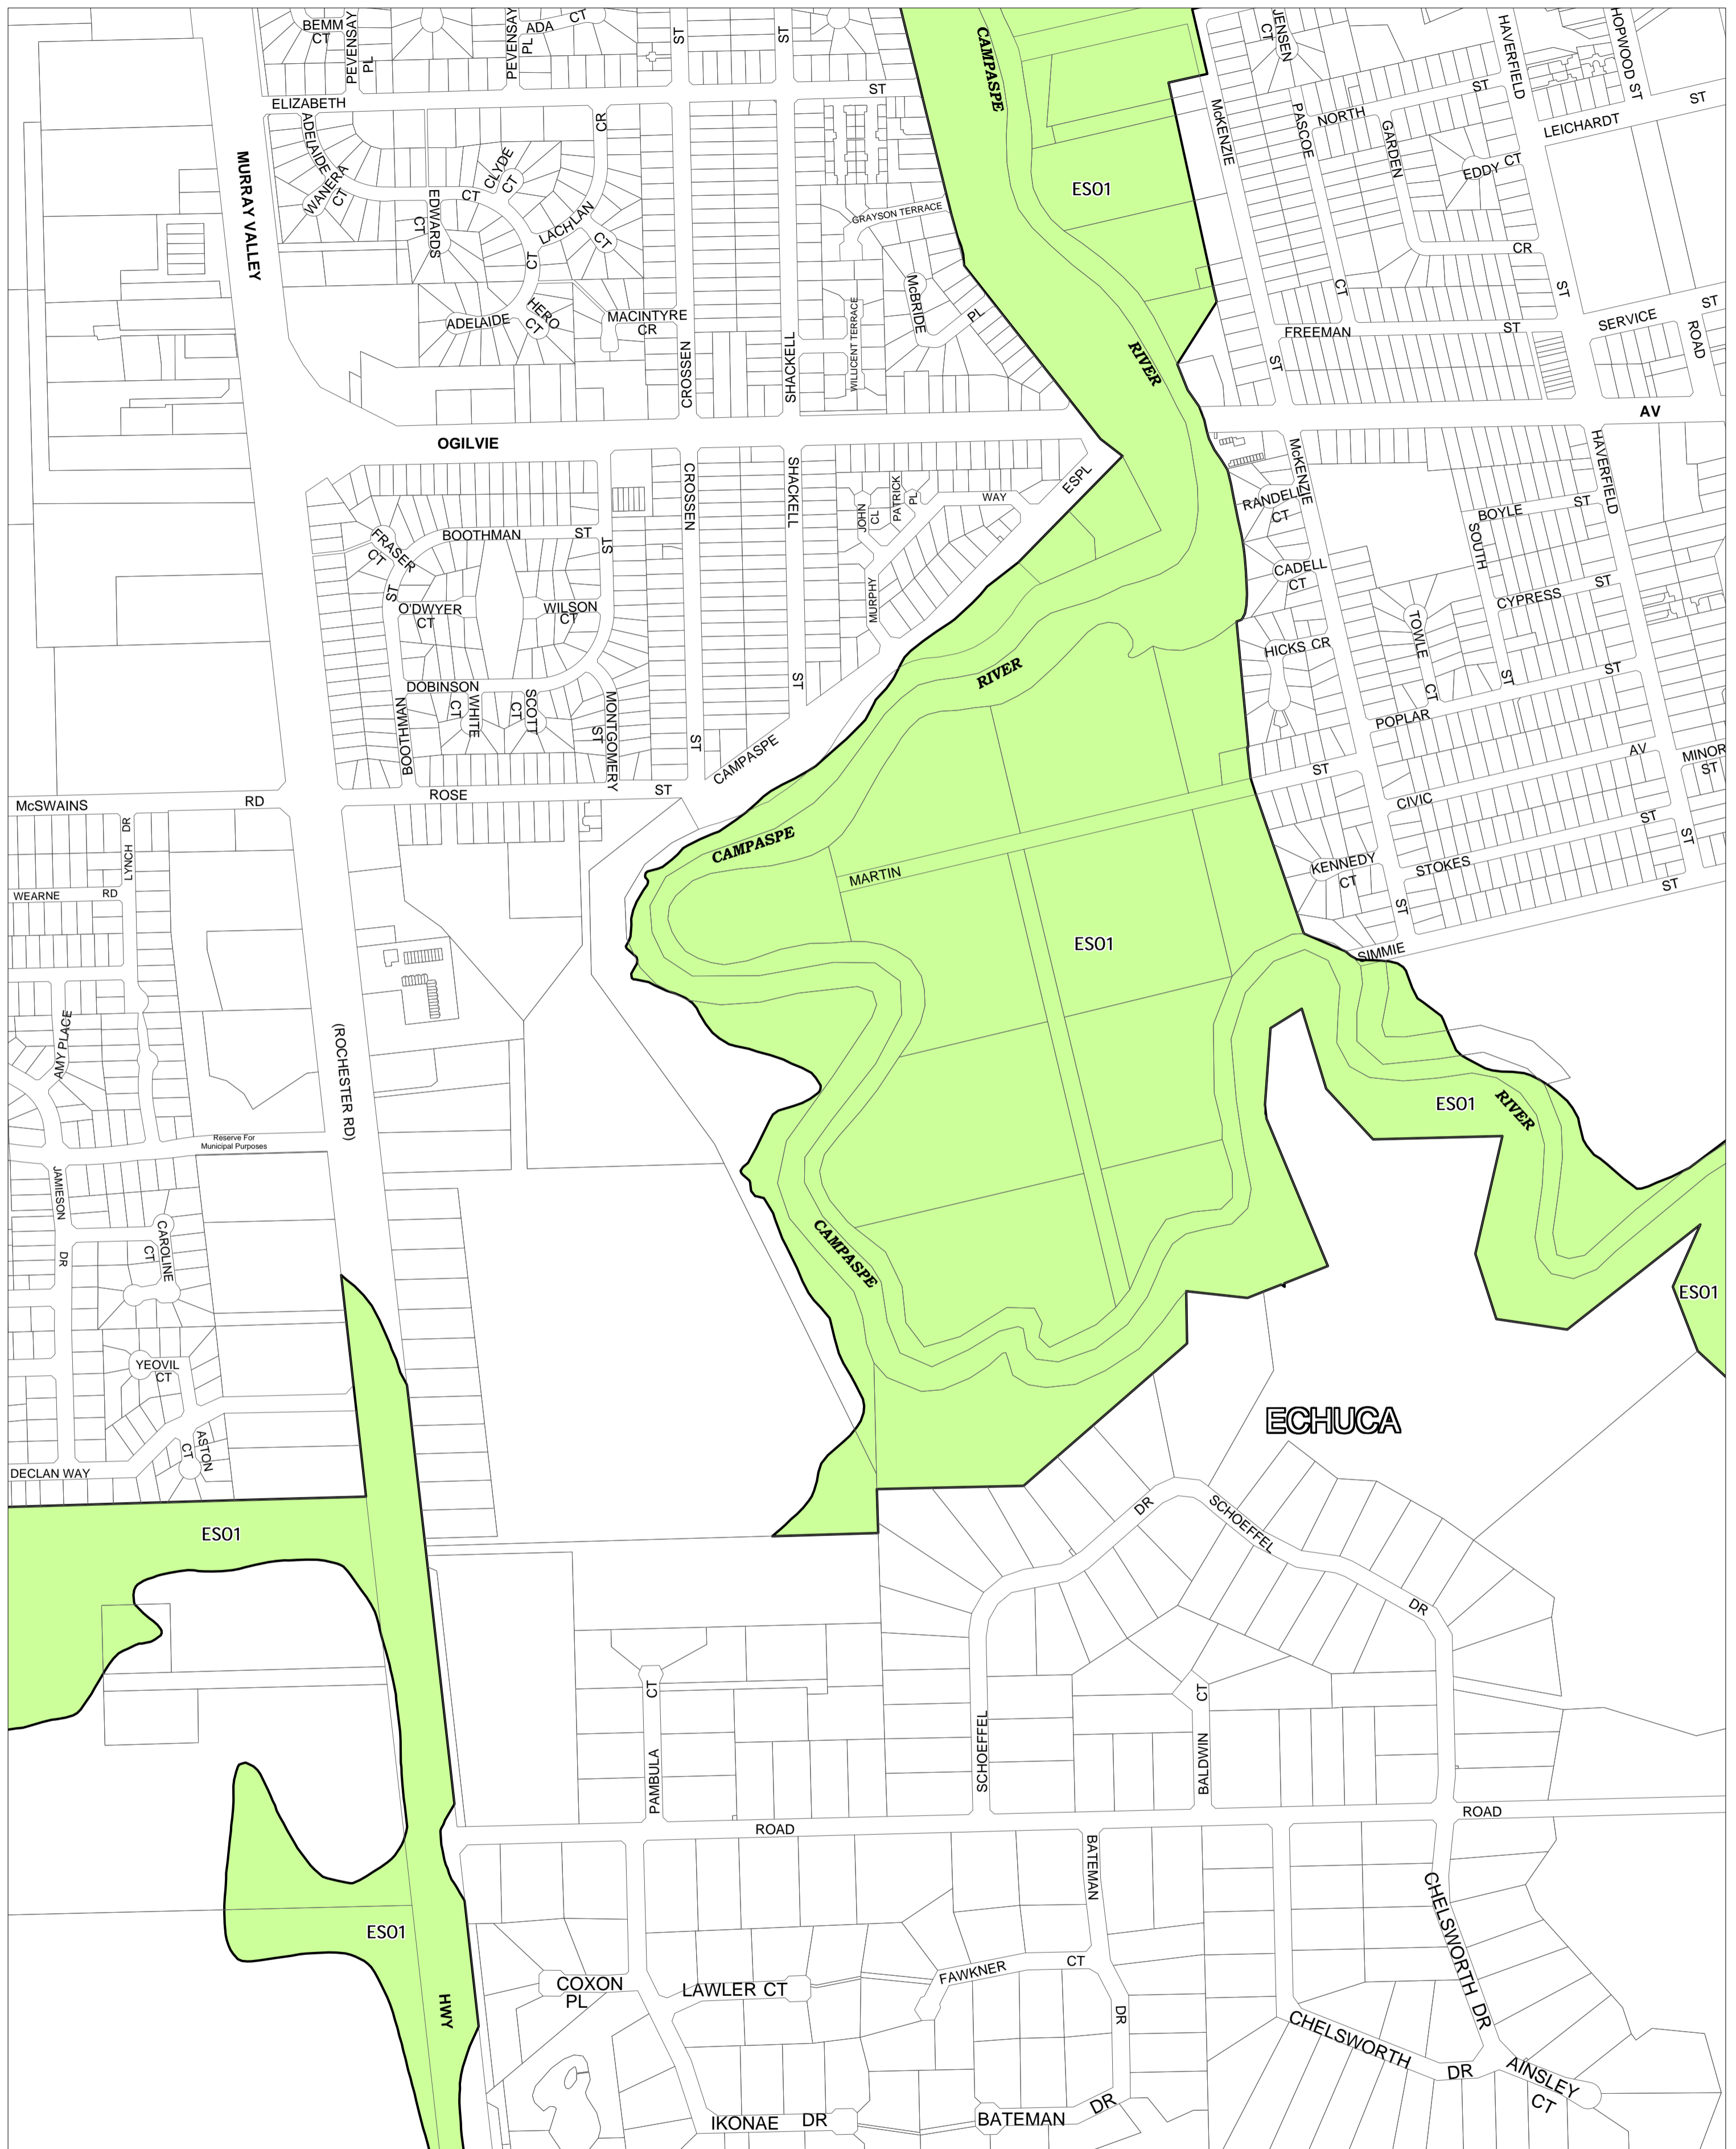 BEMM
CT
PEVENSAY
PL
PEVENSAY
PL
ADA CT
ST
ST
CAMPASPE
JENSEN
CT
HAVERFIELD
HOPWOOD ST
ELIZABETH
ST
ST
ST
NORTH
LEICHARDT
McKENZIE
PASCOE
GARDEN
EDDY CT
ADELAIDE
WANERA
CT
CLYDE
CT
CR
MURRAY VALLEY
EDWARDS
CT
CT
LACHLAN
CT
CT
GRAYSON TERRACE
ES01
CR
ST
ST
McBRIDE
PL
ADELAIDE
HERO
CT
MACINTYRE
CR
CROSSEN
SHACKELL
WILLICENT TERRACE
RIVER
CT
ST
FREEMAN
ST
SERVICE
ROAD
AV
OGILVIE
CROSSEN
SHACKELL
ESPL
WAY
JOHN
CL
PATRICK
PL
McKENZIE
RANDELL
CT
HAVERFIELD
BOYLE
ST
SOUTH
FRASER
CT
BOOTHMAN
ST
ST
ST
O'DWYER
CT
WILSON
CT
MURPHY
CADELL
CT
CYPRESS
ST
TOWLE
CT
HICKS CR
RIVER
ST
ST
POPLAR
DOBINSON
CT
WHITE
CT
SCOTT
BOOTHMAN
MONTGOMERY
ST
ST
ST
CAMPASPE
AV
MINOR
ST
McSWAINS
RD
ROSE
ST
ST
CIVIC
LYNCH DR
CAMPASPE
MARTIN
KENNEDY
CT
STOKES
ST
ST
ST
WEARNE
RD
ST
SIMMIE
ES01
AMY PLACE
(ROCHESTER RD)
Reserve For
Municipal Purposes
ES01
RIVER
JAMIESON
DR
CAROLINE
CT
CAMPASPE
ES01
YEOVIL
CT
ECHUCA
ASTON
CT
DECLAN WAY
ES01
DR
SCHOEFFEL
DR
CT
PAMBULA
SCHOEFFEL
CT
BALDWIN
ROAD
ROAD
BATEMAN
CHELSWORTH DR
ES01
HWY
COXON
PL
LAWLER CT
FAWKNER
CT
DR
CHELSWORTH
DR
AINSLEY
CT
IKONAE DR
BATEMAN
DR